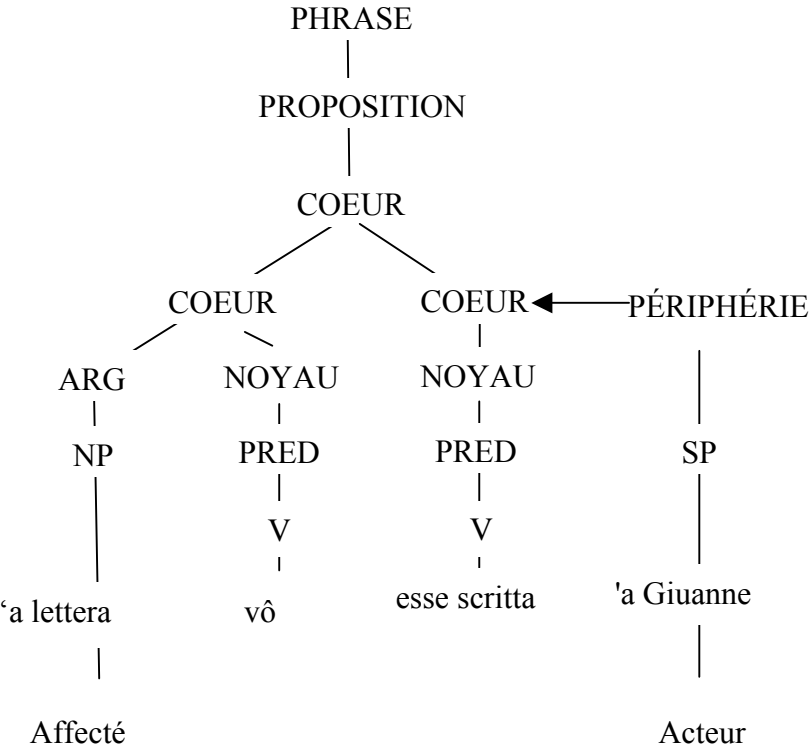 PHRASE
PROPOSITION
COEUR
COEUR COEUR PÉRIPHÉRIE
ARG NOYAU NOYAU
NP PRED PRED SP
V V
‘a lettera vô esse scritta 'a Giuanne
Affecté Acteur